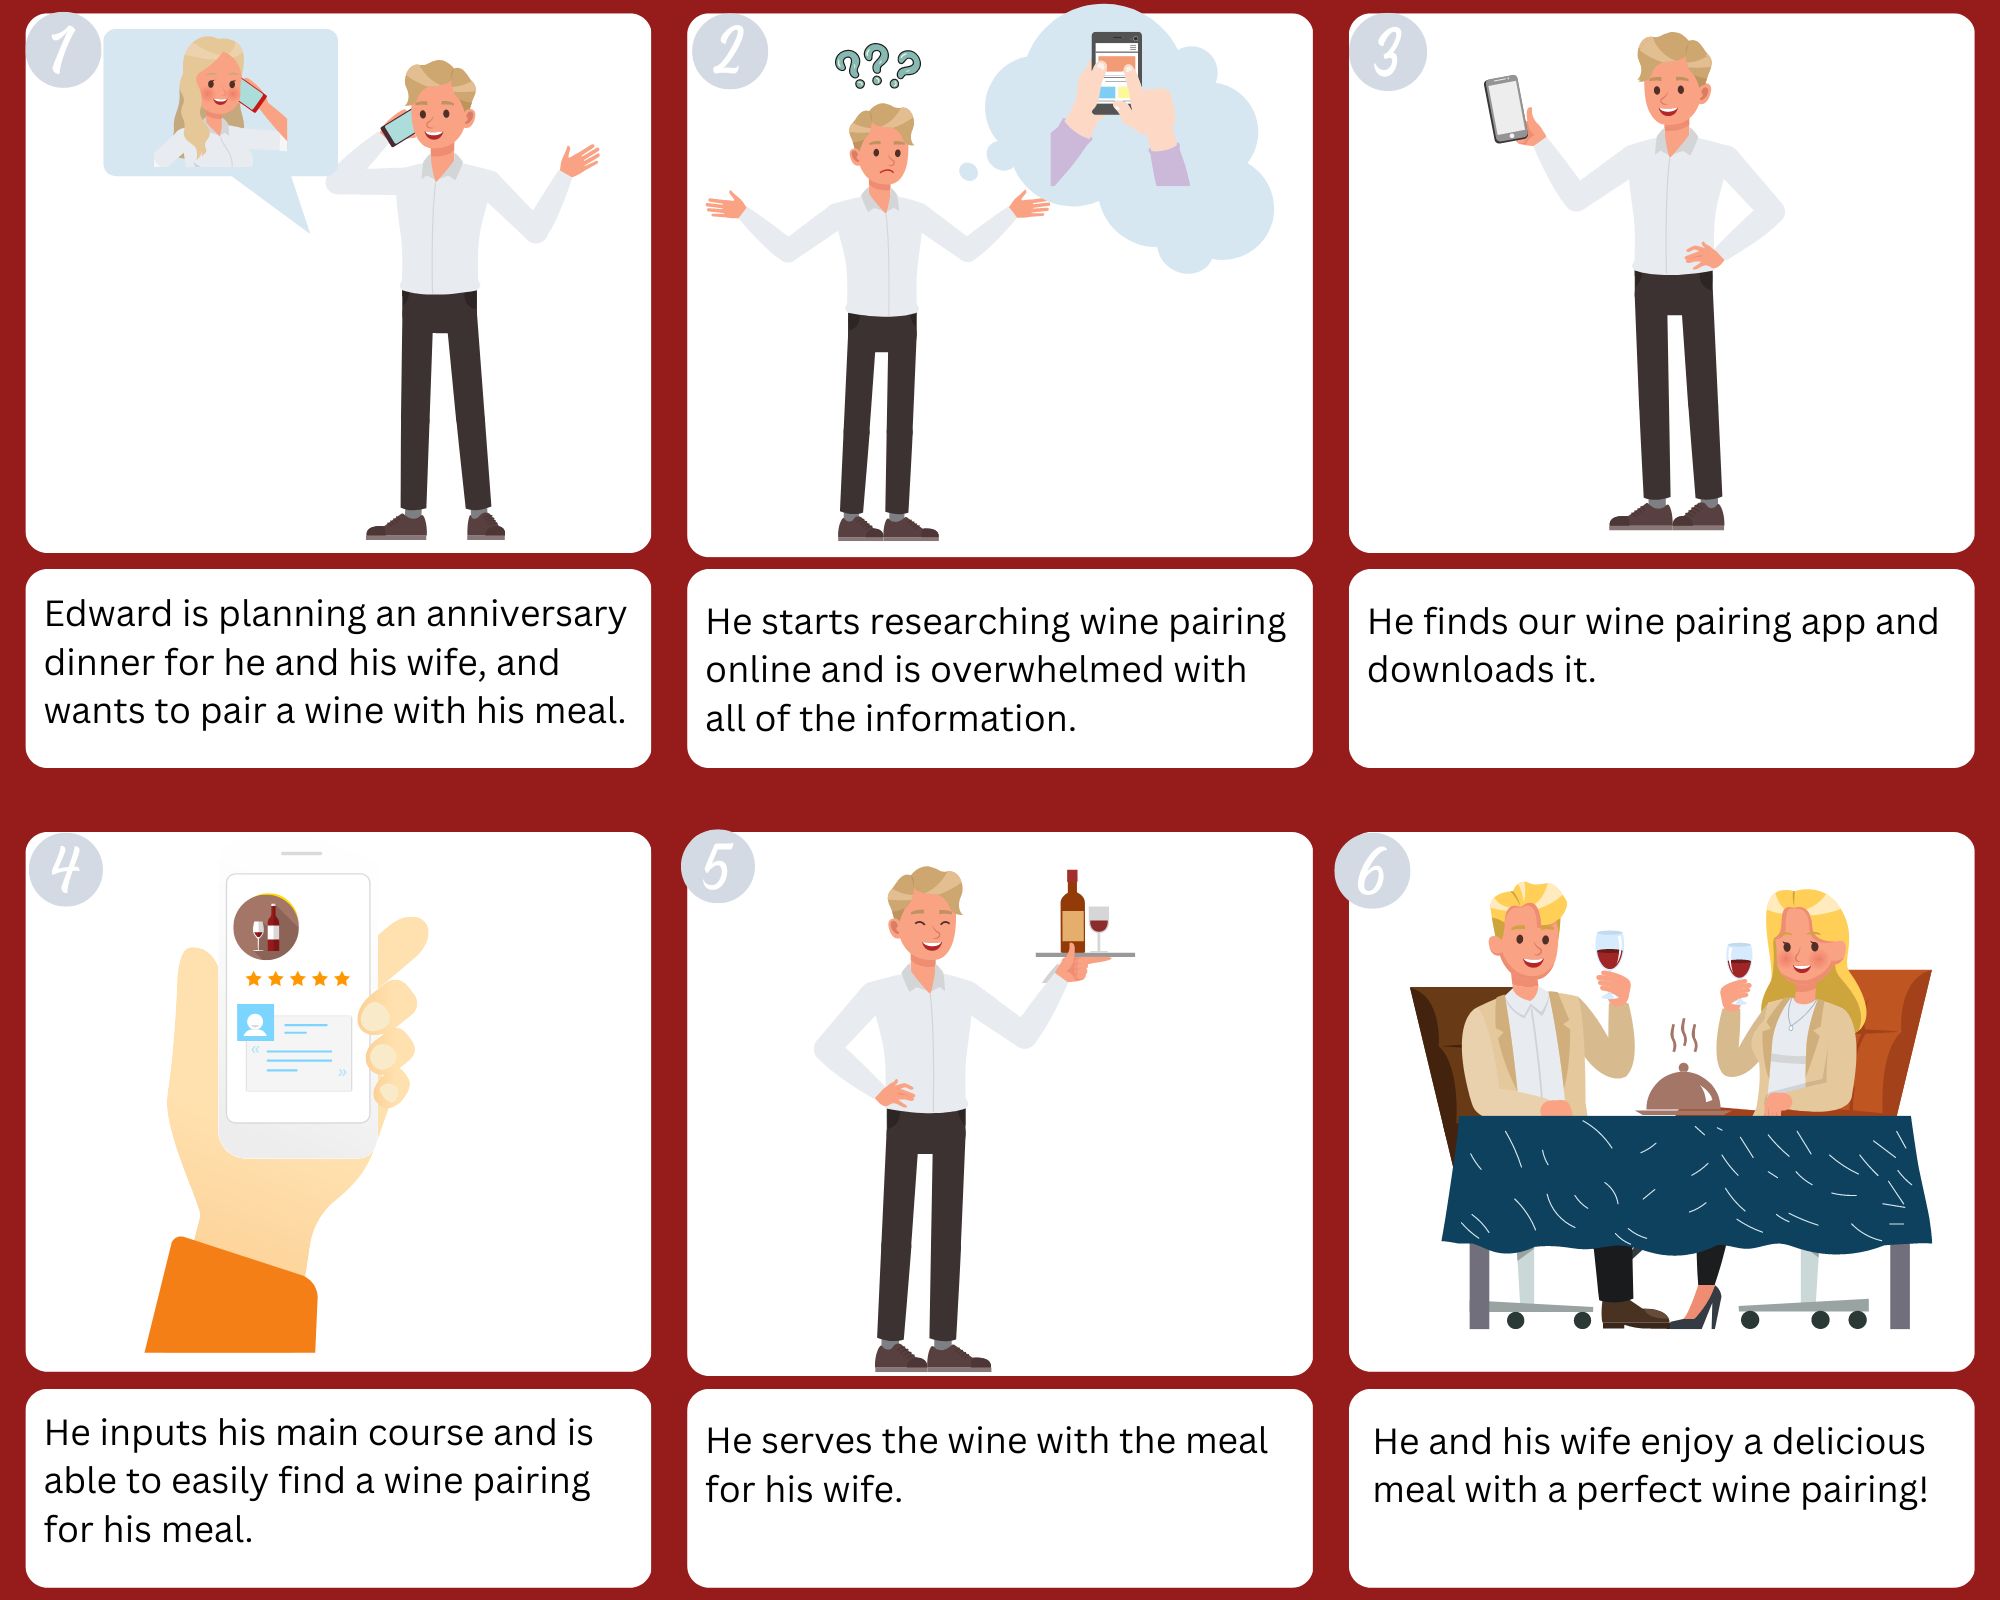 1
2
3
Edward is planning an anniversary
dinner for he and his wife, and
wants to pair a wine with his meal.
He starts researching wine pairing
online and is overwhelmed with
all of the information.
He finds our wine pairing app and
downloads it.
4
5
6
He inputs his main course and is
able to easily find a wine pairing
for his meal.
He serves the wine with the meal
for his wife.
He and his wife enjoy a delicious
meal with a perfect wine pairing!